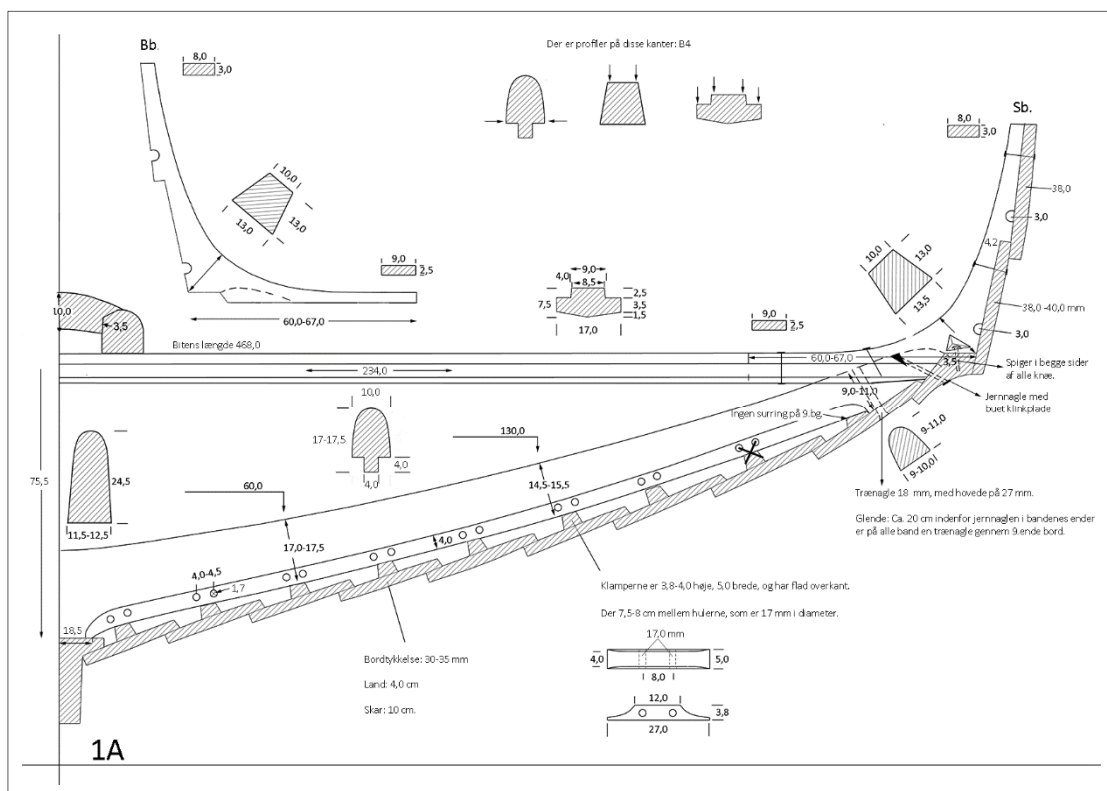 Bb.
8,0
3,0
Der er profiler på disse kanter: B4
Sb.
8,0
3,0
10,0
13,0
13,0
38,0
3,0
4,2
10,0
13,0
13,5
9,0
2,5
60,0-67,0
4,0
9,0
8,5
7,5
2,5
3,5
1,5
17,0
9,0
2,5
38,0 -40,0 mm
3,0
10,0
3,5
Bitens længde 468,0
60,0-67,0
3,5
Spiger i begge sider
af alle knæ.
234,0
9,0-11,0
Jernnagle med
buet klinkplade
10,0
17-17,5
4,0
4,0
Ingen surring på 9.bg.
9-11,0
9-10,0
130,0
75,5
24,5
11,5-12,5
60,0
14,5-15,5
Trænagle 18 mm, med hovede på 27 mm.
Glende: Ca. 20 cm indenfor jernnaglen i bandenes ender
er på alle band en trænagle gennem 9.ende bord.
17,0-17,5
4,0
4,0-4,5
1,7
Klamperne er 3,8-4,0 høje, 5,0 brede, og har flad overkant.
Der 7,5-8 cm mellem hulerne, som er 17 mm i diameter.
18,5
17,0 mm
4,0
5,0
8,0
Bordtykkelse: 30-35 mm
Land: 4,0 cm
Skar: 10 cm.
12,0
3,8
27,0
1A